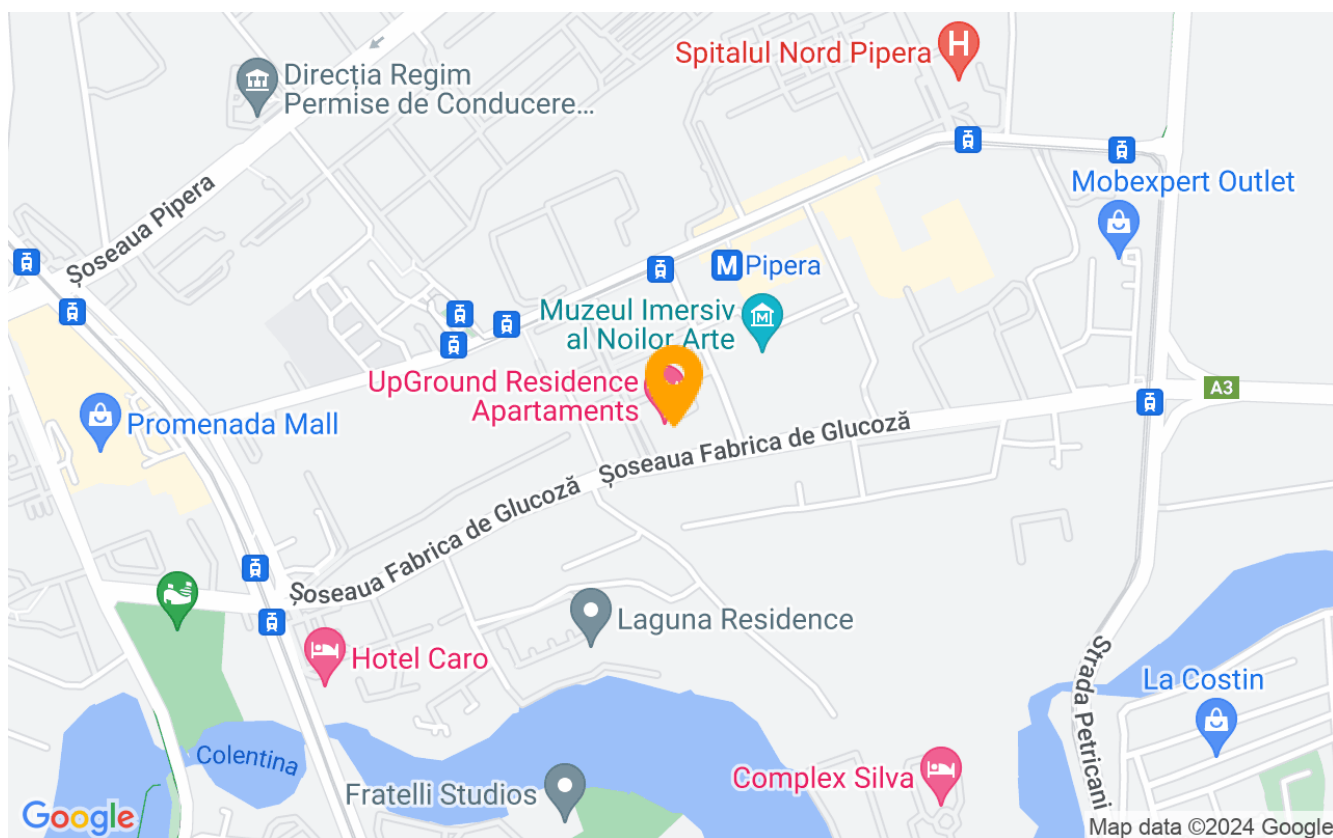 Spitalul Nord Pipera
H
Direcția Regim
Permise de Conducere...
Mobexpert Outlet
Șoseaua Pipera
M Pipera
Muzeul Imersiv
al Noilor Arte
M
UpGround Residence
Apartaments
A3
Promenada Mall
Șoseaua Fabrica de Glucoză
Șoseaua Fabrica de Glucoză
Laguna Residence
Hotel Caro
Strada Petricani
La Costin
Colentina
Complex Silva
Fratelli Studios
Google
Map data ©2024 Google